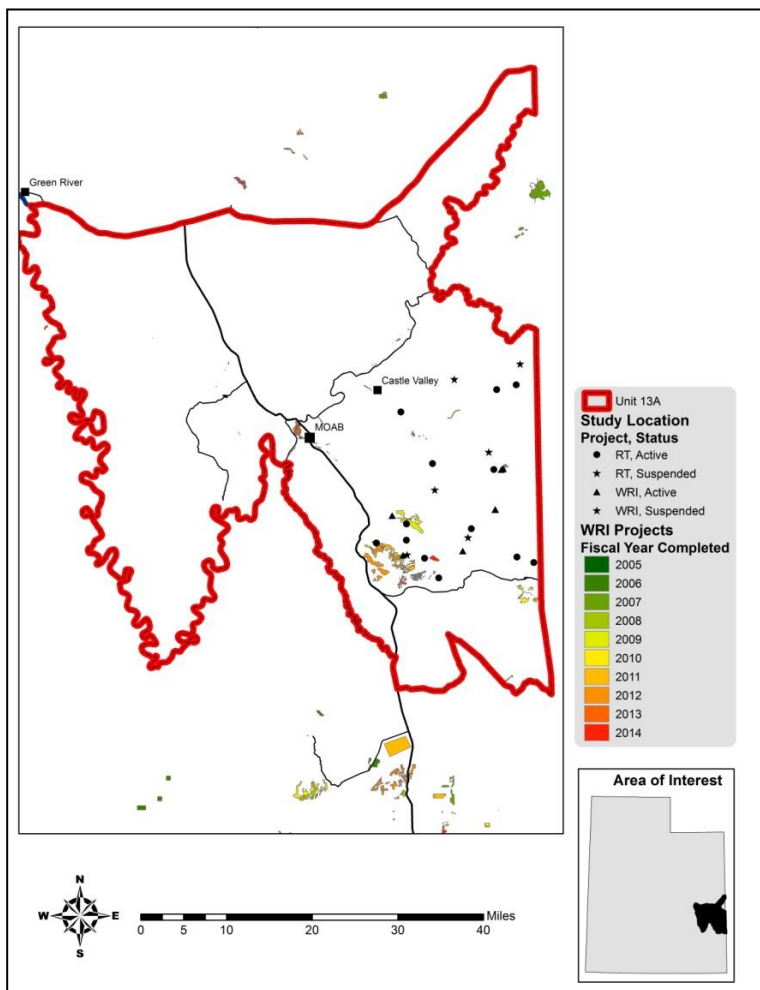 Green River
Castle Valley
MOAB
Unit 13A
Study Location
Project, Status
RT, Active
RT, Suspended
WRI, Active
WRI, Suspended
WRI Projects
Fiscal Year Completed
2005
2006
2007
2008
2009
2010
2011
2012
2013
2014
Area of Interest
N
W E
S
Miles
0 5 10 20 30 40